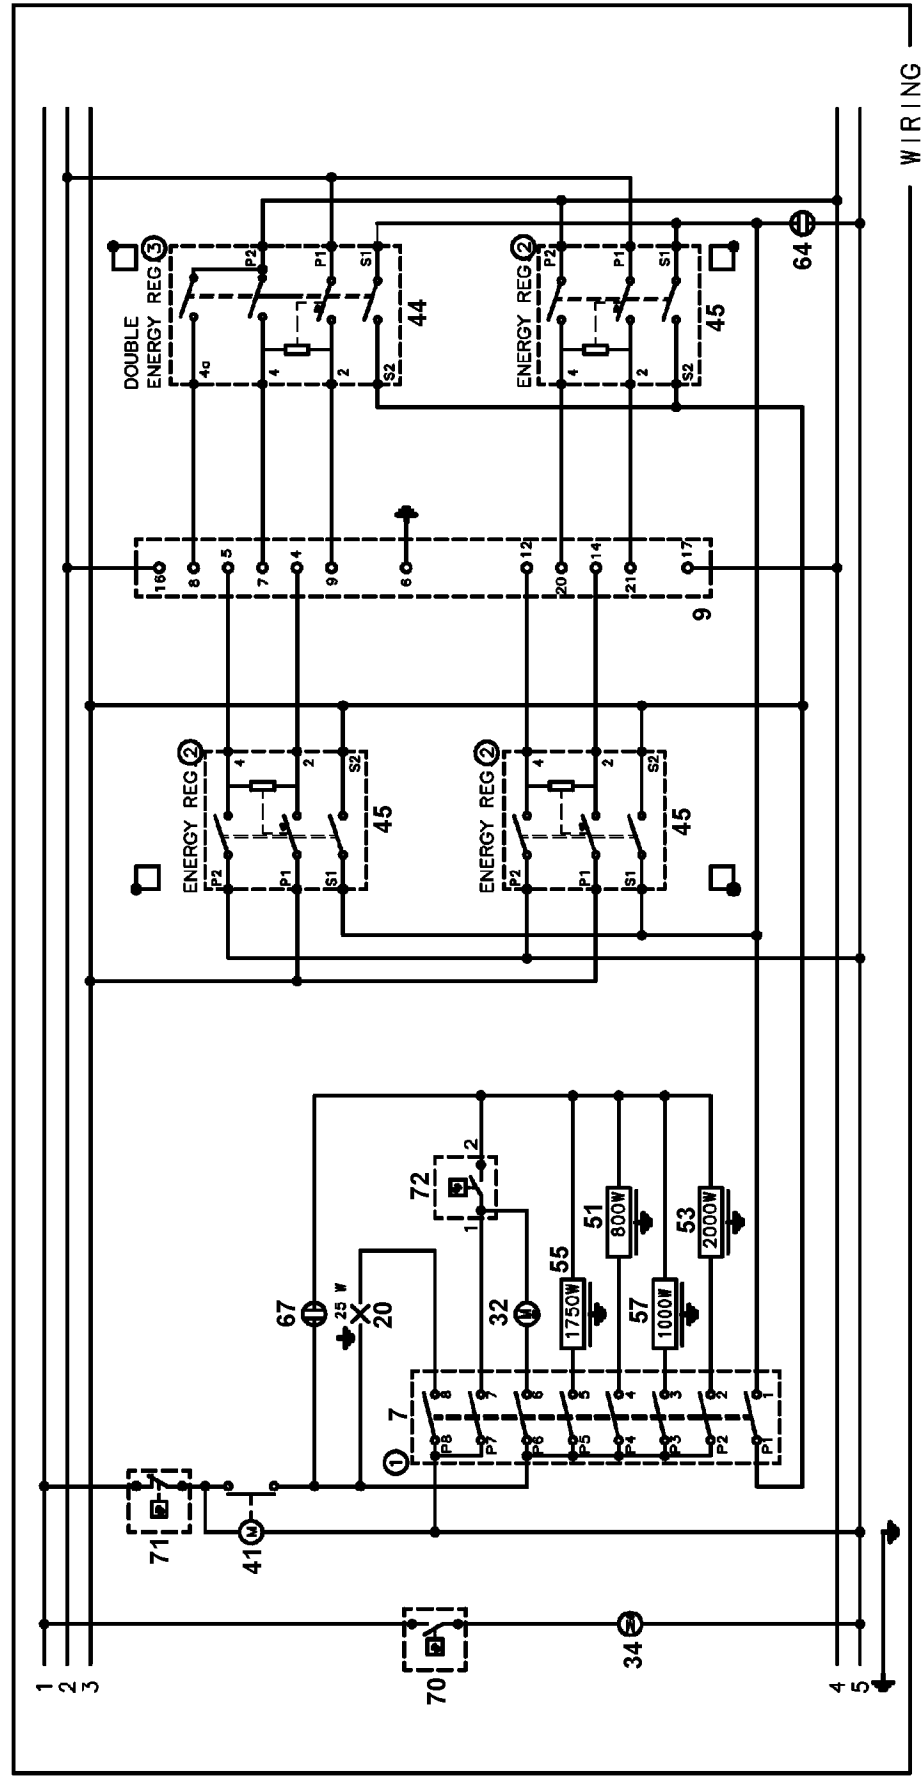 WIRING
1
2
3
4
5
DOUBLE
ENERGY REG
3
P2
P1
S1
4a
4
2
S2
44
ENERGY REG
2
P2
P1
S1
4
2
S2
45
64
16
8
5
7
4
9
6
12
20
14
21
17
9
ENERGY REG
2
4
2
S2
P2
P1
S1
45
ENERGY REG
2
4
2
S2
P2
P1
S1
45
67
25 W
20
72
1
2
32
55
1750W
51
800W
57
1000W
53
2000W
7
1
8
7
6
5
4
3
2
1
P8
P7
P6
P5
P4
P3
P2
P1
71
41
M
70
34
M
M